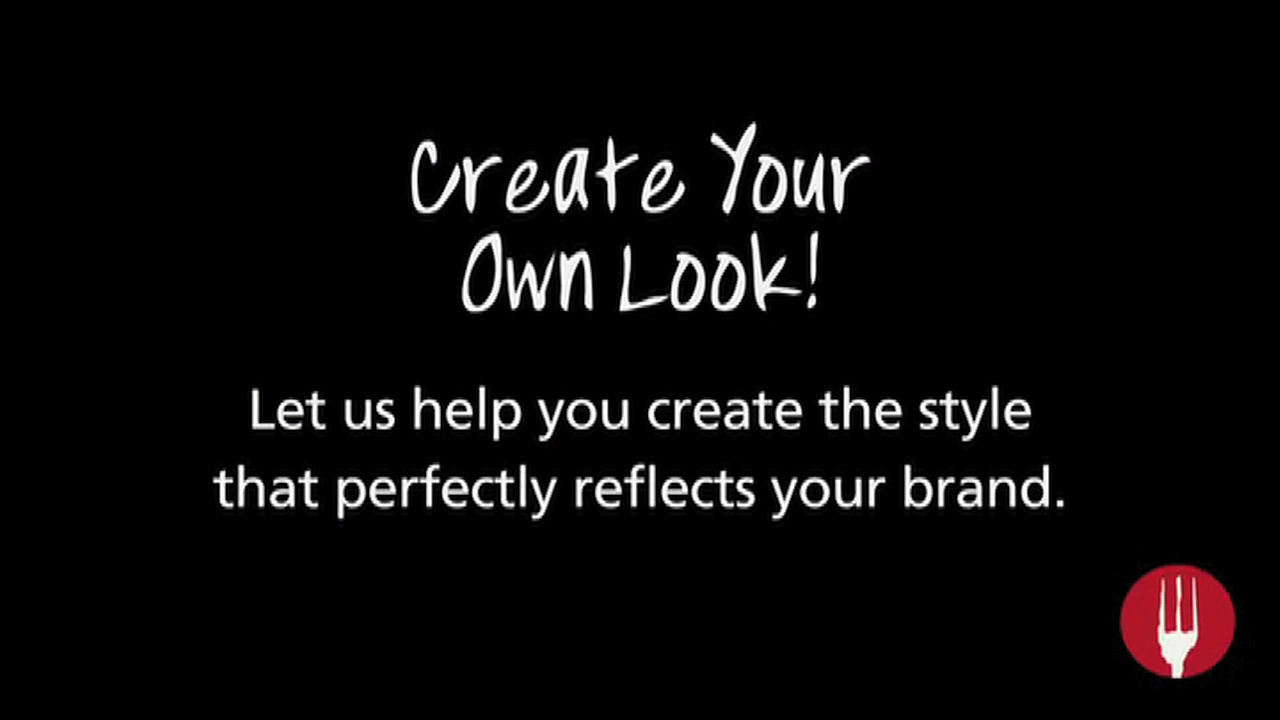 Create Your
Own Look!
Let us help you create the style
that perfectly reflects your brand.